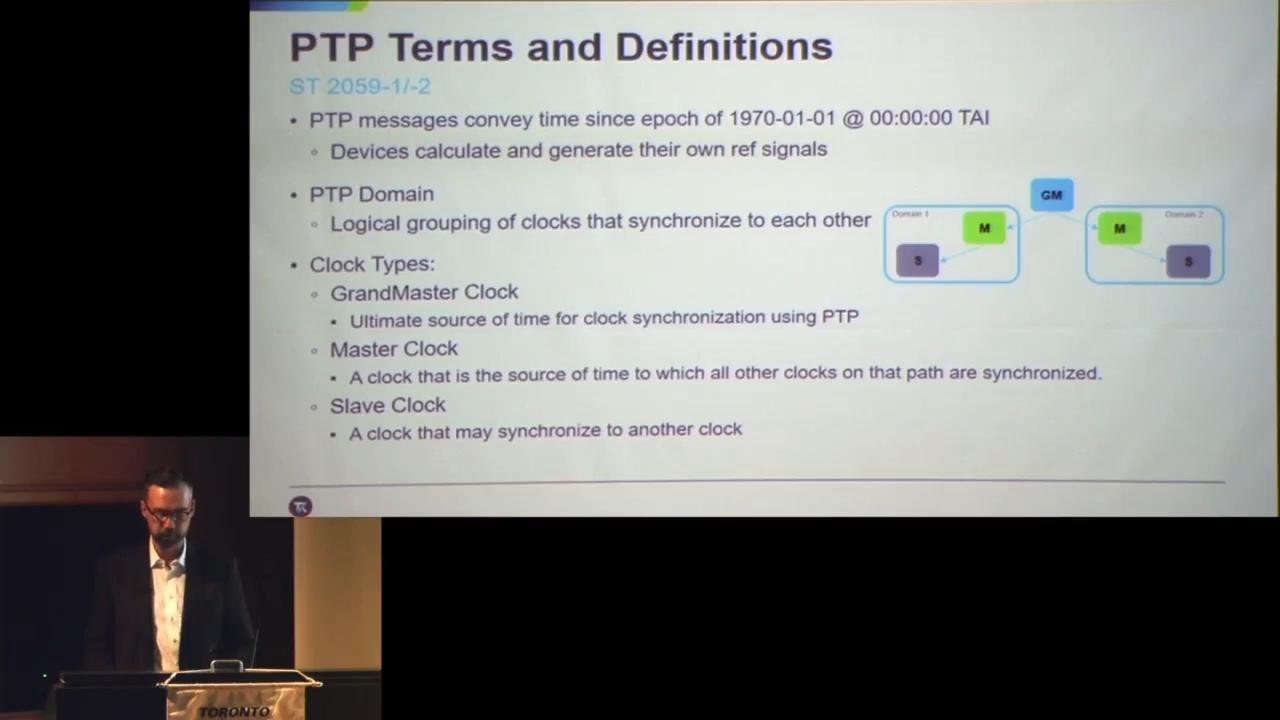 PTP Terms and Definitions
ST 2059-1/-2
• PTP messages convey time since epoch of 1970-01-01 @ 00:00:00 TAI
◦ Devices calculate and generate their own ref signals
• PTP Domain
◦ Logical grouping of clocks that synchronize to each other
GM
Domain 1
M
S
M
Domain 2
S
• Clock Types:
◦ GrandMaster Clock
▪ Ultimate source of time for clock synchronization using PTP
◦ Master Clock
▪ A clock that is the source of time to which all other clocks on that path are synchronized.
◦ Slave Clock
▪ A clock that may synchronize to another clock
TORONTO